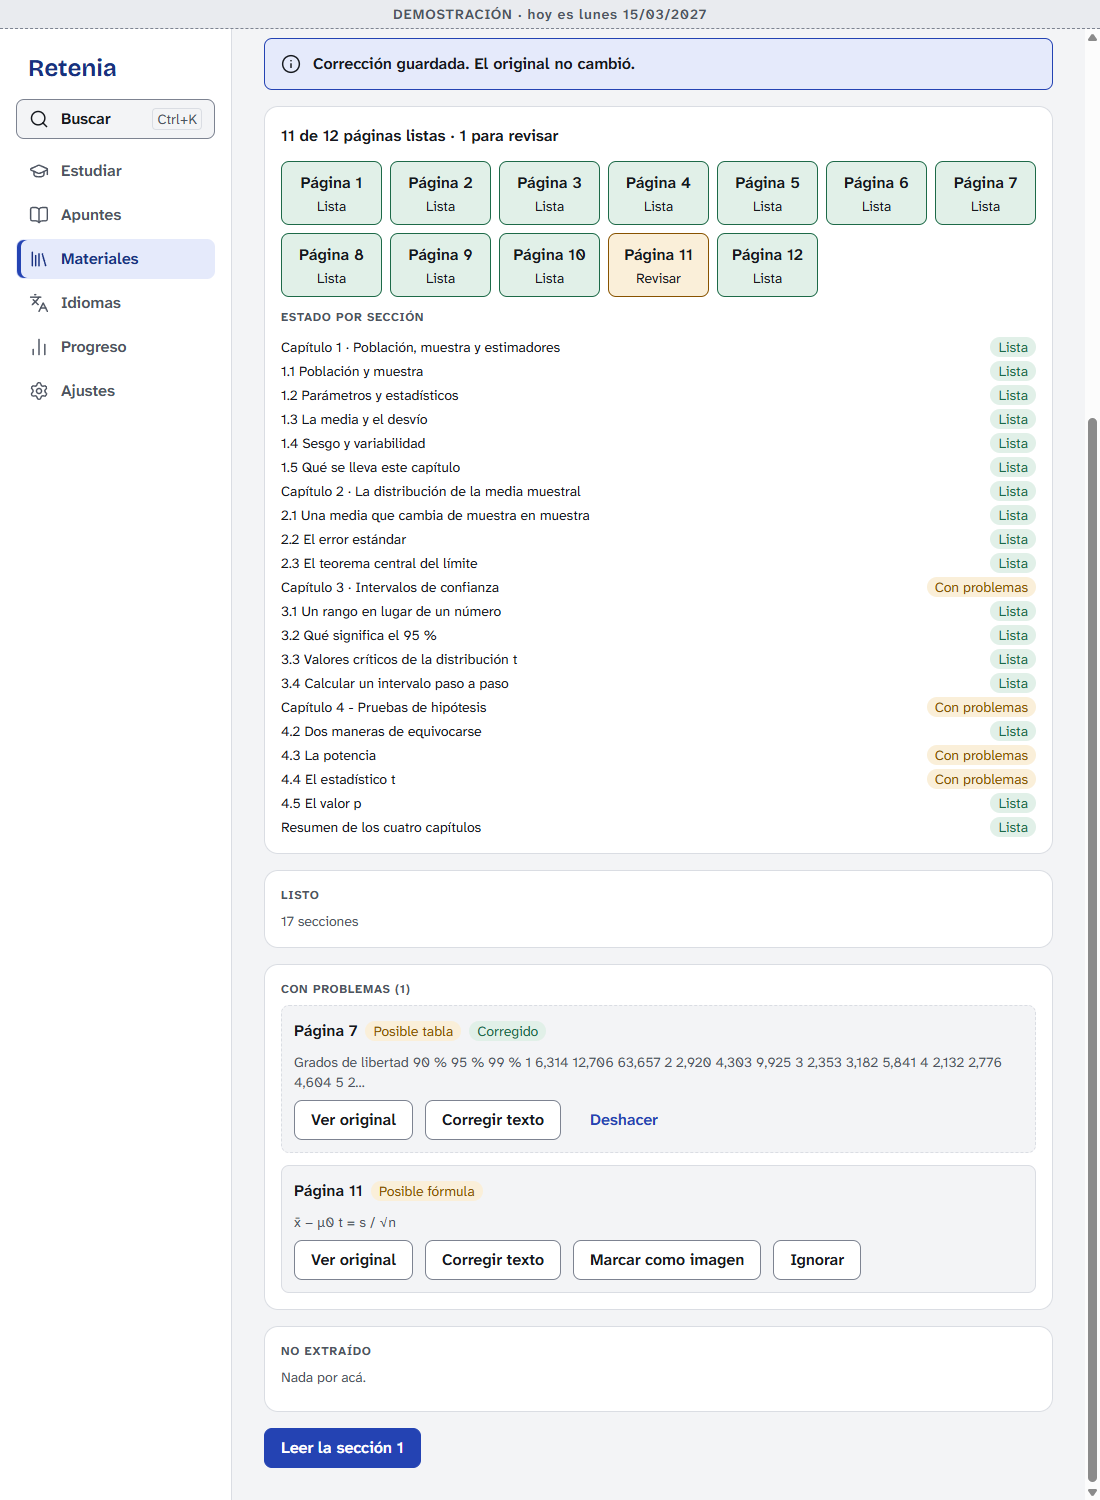 DEMOSTRACIÓN · hoy es lunes 15/03/2027
Retenia
Buscar Ctrl+K
Estudiar
Apuntes
Materiales
Idiomas
Progreso
Ajustes
Corrección guardada. El original no cambió.
11 de 12 páginas listas · 1 para revisar
Página 1 Página 2 Página 3 Página 4 Página 5 Página 6 Página 7
Lista Lista Lista Lista Lista Lista Lista
Página 8 Página 9 Página 10 Página 11 Página 12
Lista Lista Lista Revisar Lista
ESTADO POR SECCIÓN
Capítulo 1 · Población, muestra y estimadores Lista
1.1 Población y muestra Lista
1.2 Parámetros y estadísticos Lista
1.3 La media y el desvío Lista
1.4 Sesgo y variabilidad Lista
1.5 Qué se lleva este capítulo Lista
Capítulo 2 · La distribución de la media muestral Lista
2.1 Una media que cambia de muestra en muestra Lista
2.2 El error estándar Lista
2.3 El teorema central del límite Lista
Capítulo 3 · Intervalos de confianza Con problemas
3.1 Un rango en lugar de un número Lista
3.2 Qué significa el 95 % Lista
3.3 Valores críticos de la distribución t Lista
3.4 Calcular un intervalo paso a paso Lista
Capítulo 4 - Pruebas de hipótesis Con problemas
4.2 Dos maneras de equivocarse Lista
4.3 La potencia Con problemas
4.4 El estadístico t Con problemas
4.5 El valor p Lista
Resumen de los cuatro capítulos Lista
LISTO
17 secciones
CON PROBLEMAS (1)
Página 7 Posible tabla Corregido
Grados de libertad 90 % 95 % 99 % 1 6,314 12,706 63,657 2 2,920 4,303 9,925 3 2,353 3,182 5,841 4 2,132 2,776
4,604 5 2…
Ver original Corregir texto Deshacer
Página 11 Posible fórmula
x̄ − µ0 t = s / √n
Ver original Corregir texto Marcar como imagen Ignorar
NO EXTRAÍDO
Nada por acá.
Leer la sección 1